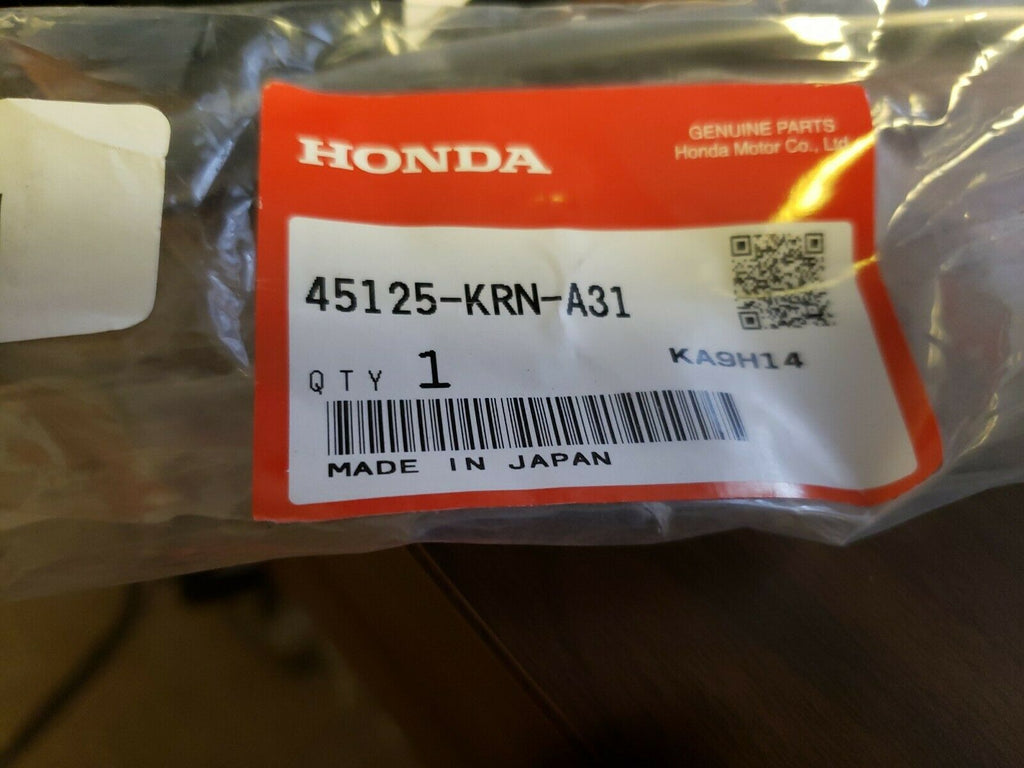 HONDA
GENUINE PARTS
Honda Motor Co., Ltd.
45125-KRN-A31
KA9H14
QTY 1
MADE IN JAPAN